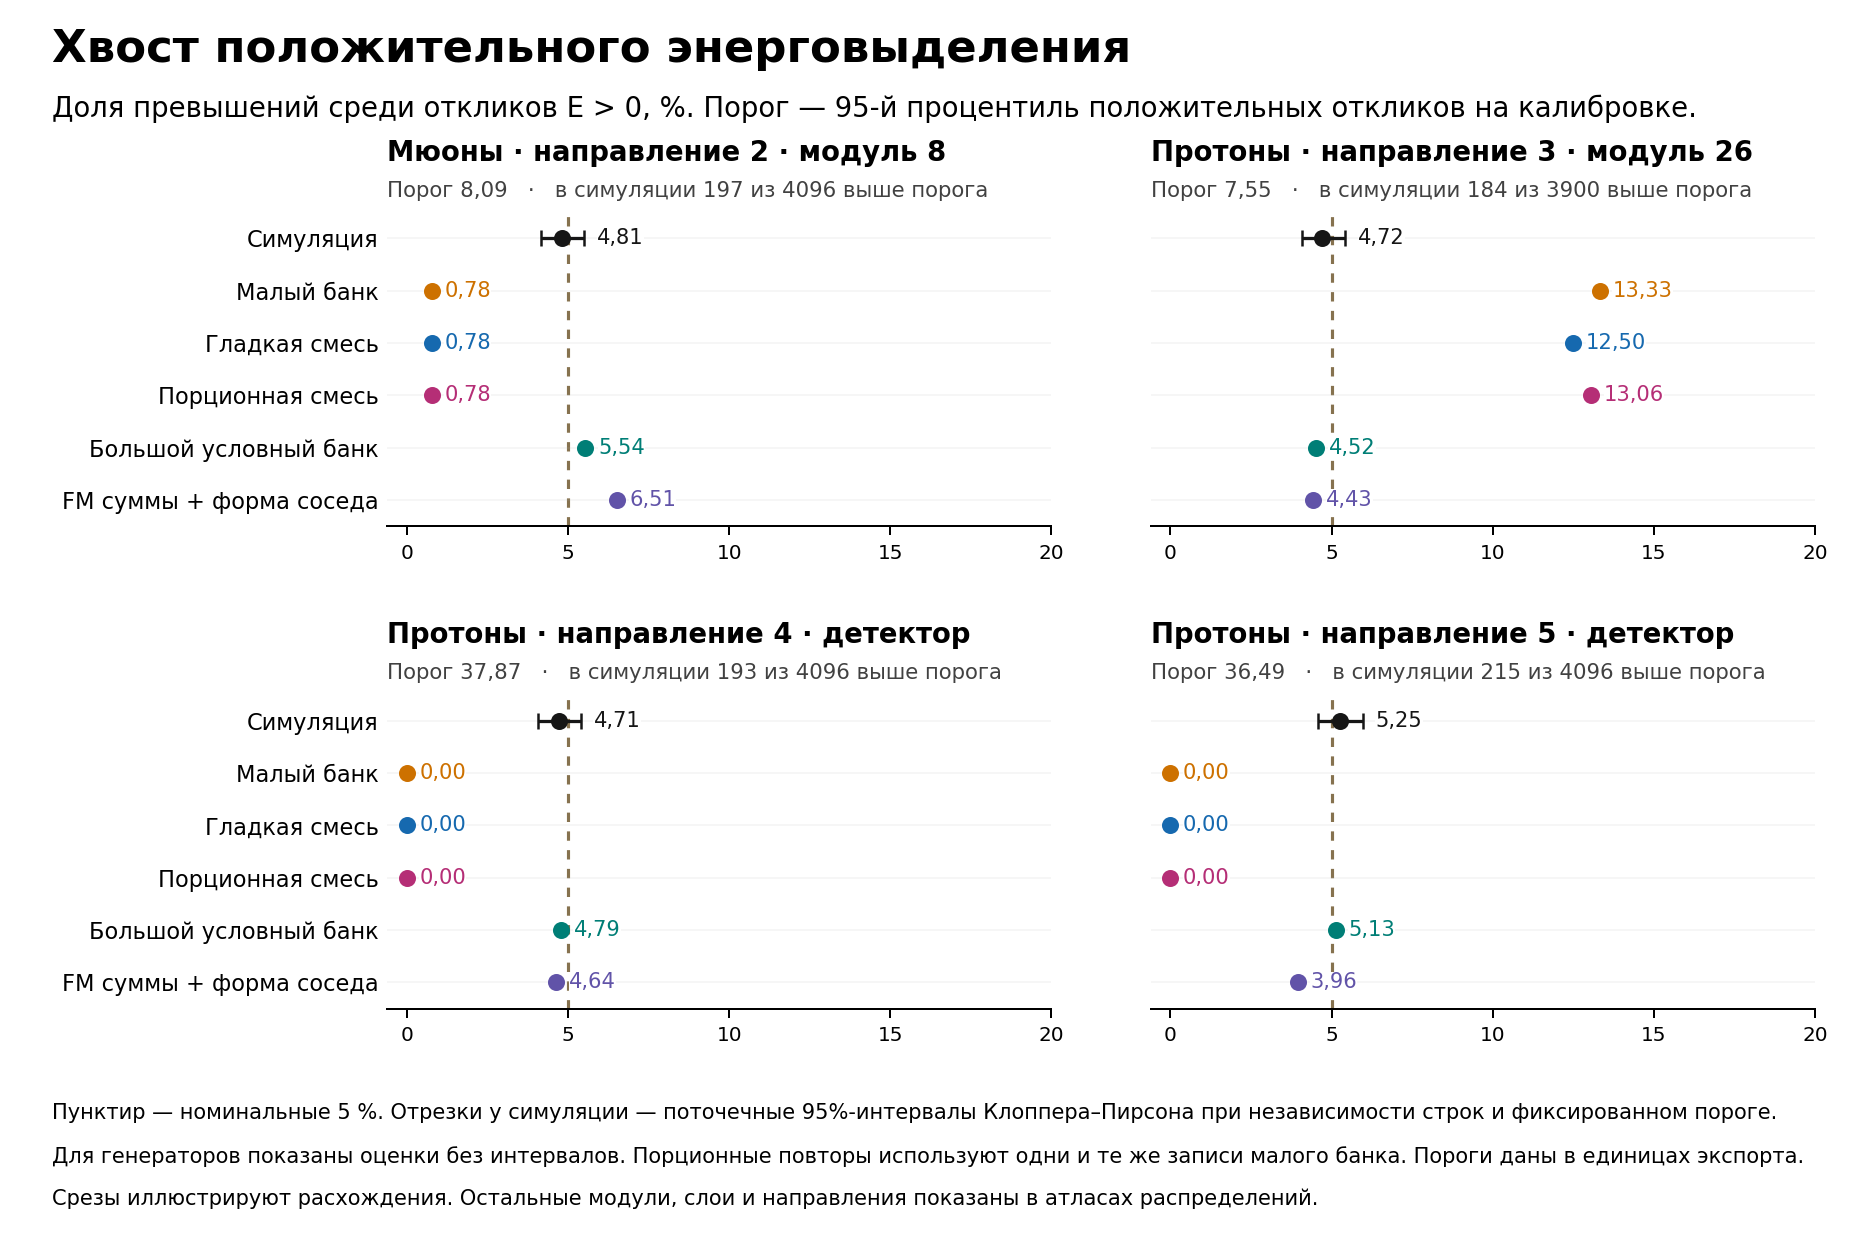 Хвост положительного энерговыделения
Доля превышений среди откликов E > 0, %. Порог — 95-й процентиль положительных откликов на калибровке.
Мюоны · направление 2 · модуль 8
Порог 8,09 · в симуляции 197 из 4096 выше порога
Симуляция
4,81
Малый банк
0,78
Гладкая смесь
0,78
Порционная смесь
0,78
Большой условный банк
5,54
FM суммы + форма соседа
6,51
0 5 10 15 20
Протоны · направление 3 · модуль 26
Порог 7,55 · в симуляции 184 из 3900 выше порога
4,72
13,33
12,50
13,06
4,52
4,43
0 5 10 15 20
Протоны · направление 4 · детектор
Порог 37,87 · в симуляции 193 из 4096 выше порога
Симуляция
4,71
Малый банк
0,00
Гладкая смесь
0,00
Порционная смесь
0,00
Большой условный банк
4,79
FM суммы + форма соседа
4,64
0 5 10 15 20
Протоны · направление 5 · детектор
Порог 36,49 · в симуляции 215 из 4096 выше порога
5,25
0,00
0,00
0,00
5,13
3,96
0 5 10 15 20
Пунктир — номинальные 5 %. Отрезки у симуляции — поточечные 95%-интервалы Клоппера–Пирсона при независимости строк и фиксированном пороге.
Для генераторов показаны оценки без интервалов. Порционные повторы используют одни и те же записи малого банка. Пороги даны в единицах экспорта.
Срезы иллюстрируют расхождения. Остальные модули, слои и направления показаны в атласах распределений.